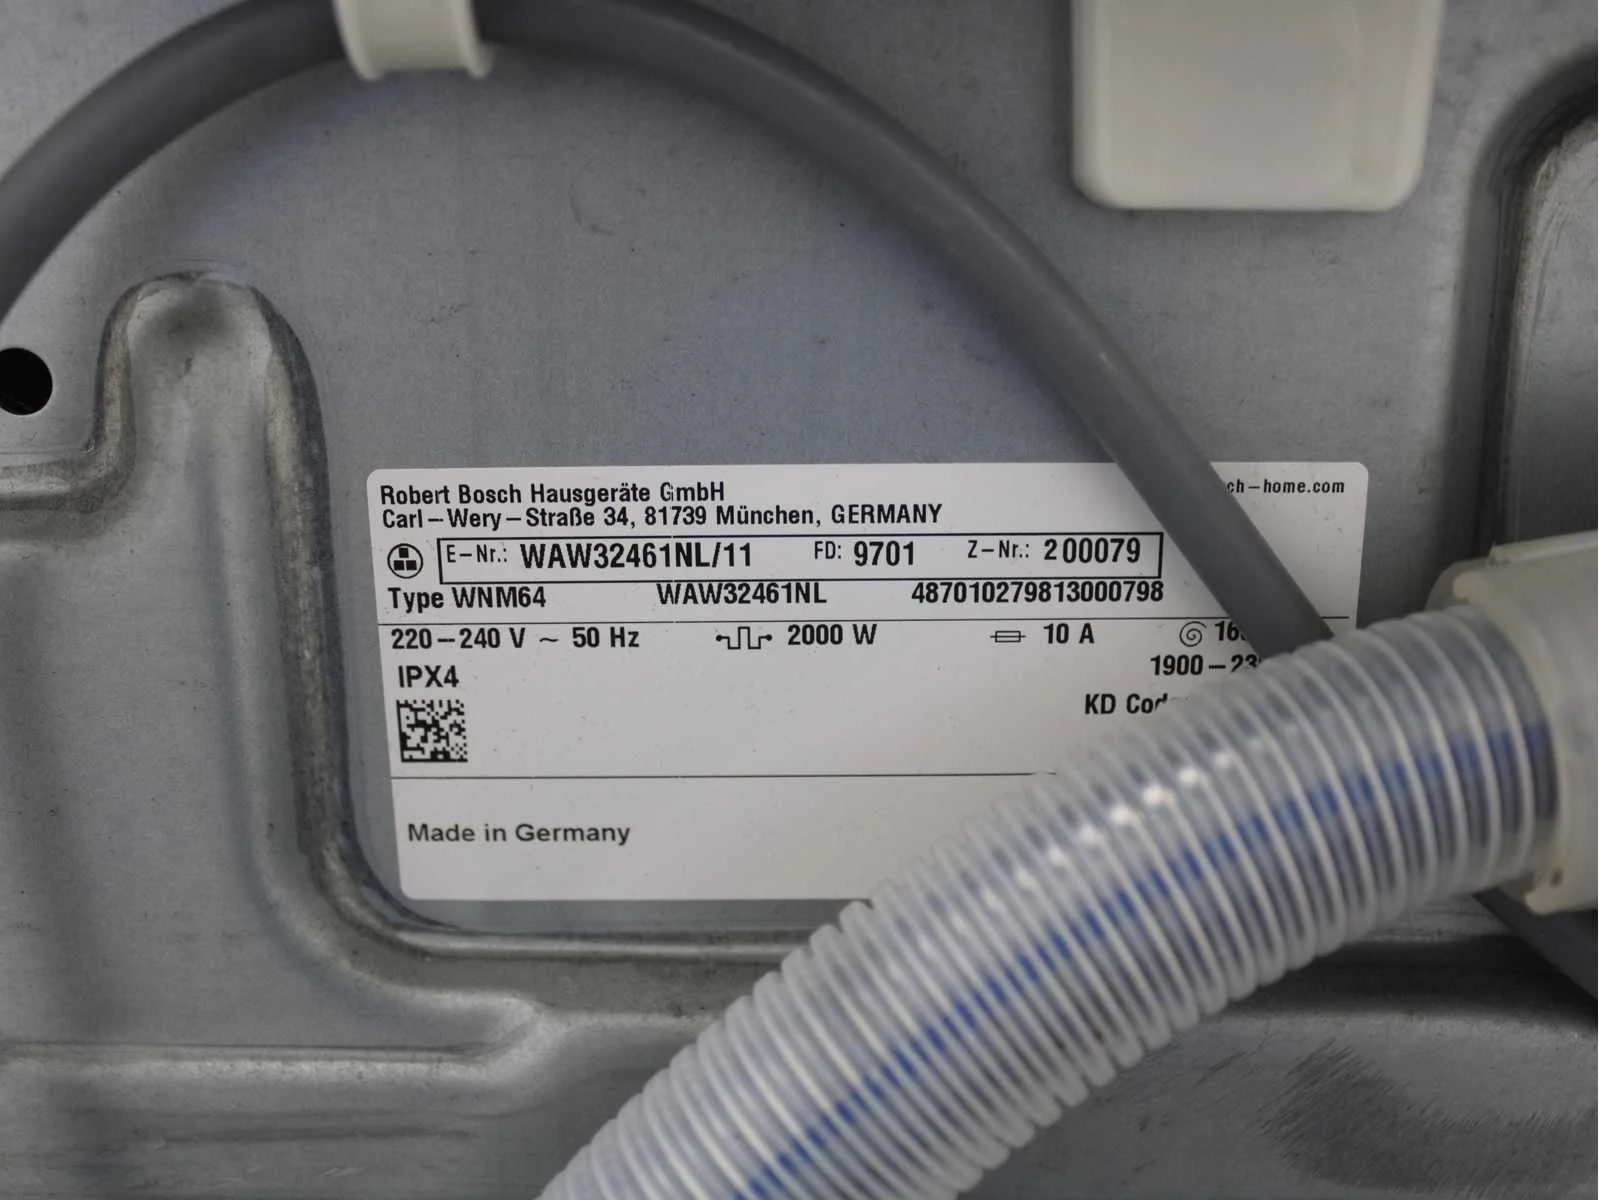 Robert Bosch Hausgeräte GmbH
Carl-Wery-Straße 34, 81739 München, GERMANY
ch-home.com
E-Nr.: WAW32461NL/11 FD: 9701 Z-Nr.: 200079
Type WNM64 WAW32461NL 487010279813000798
220-240 V ~ 50 Hz 2000 W 10 A
IPX4 1900-
KD
Made in Germany